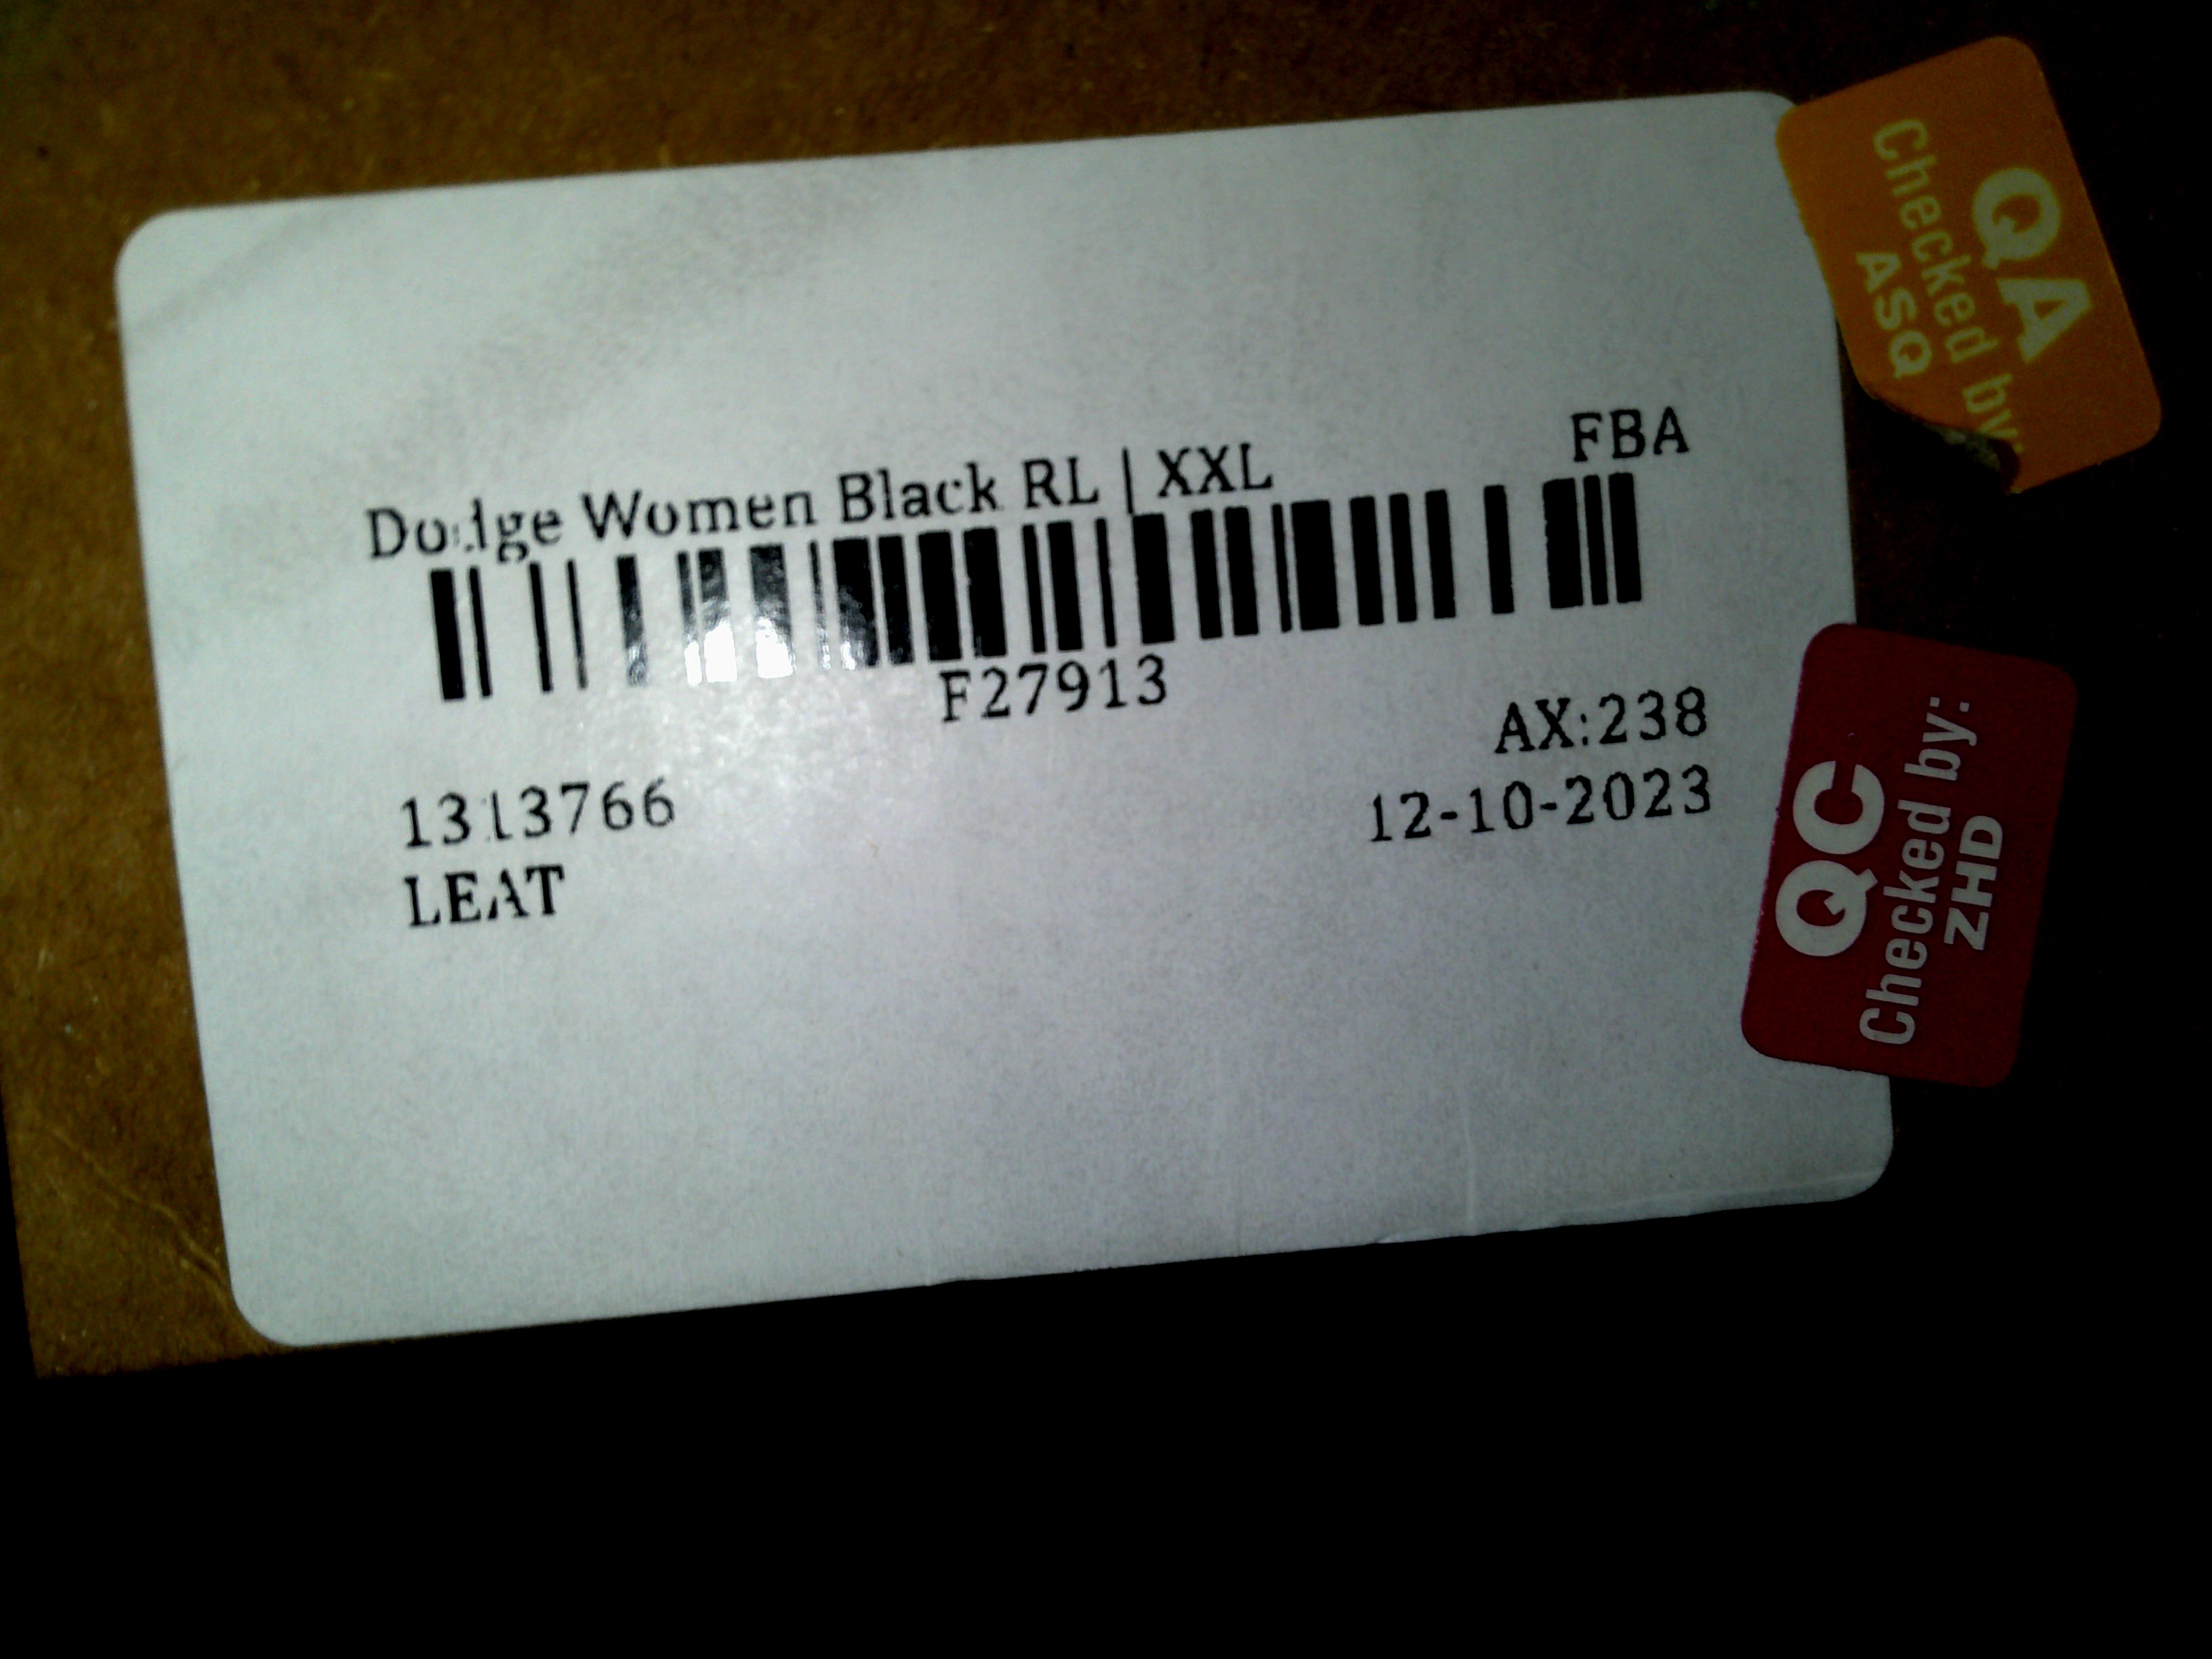 Dodge Women Black RL | XXL
FBA
F27913
AX:238
1313766
12-10-2023
LEAT
QA
Checked by:
ASQ
QC
Checked by:
ZHD